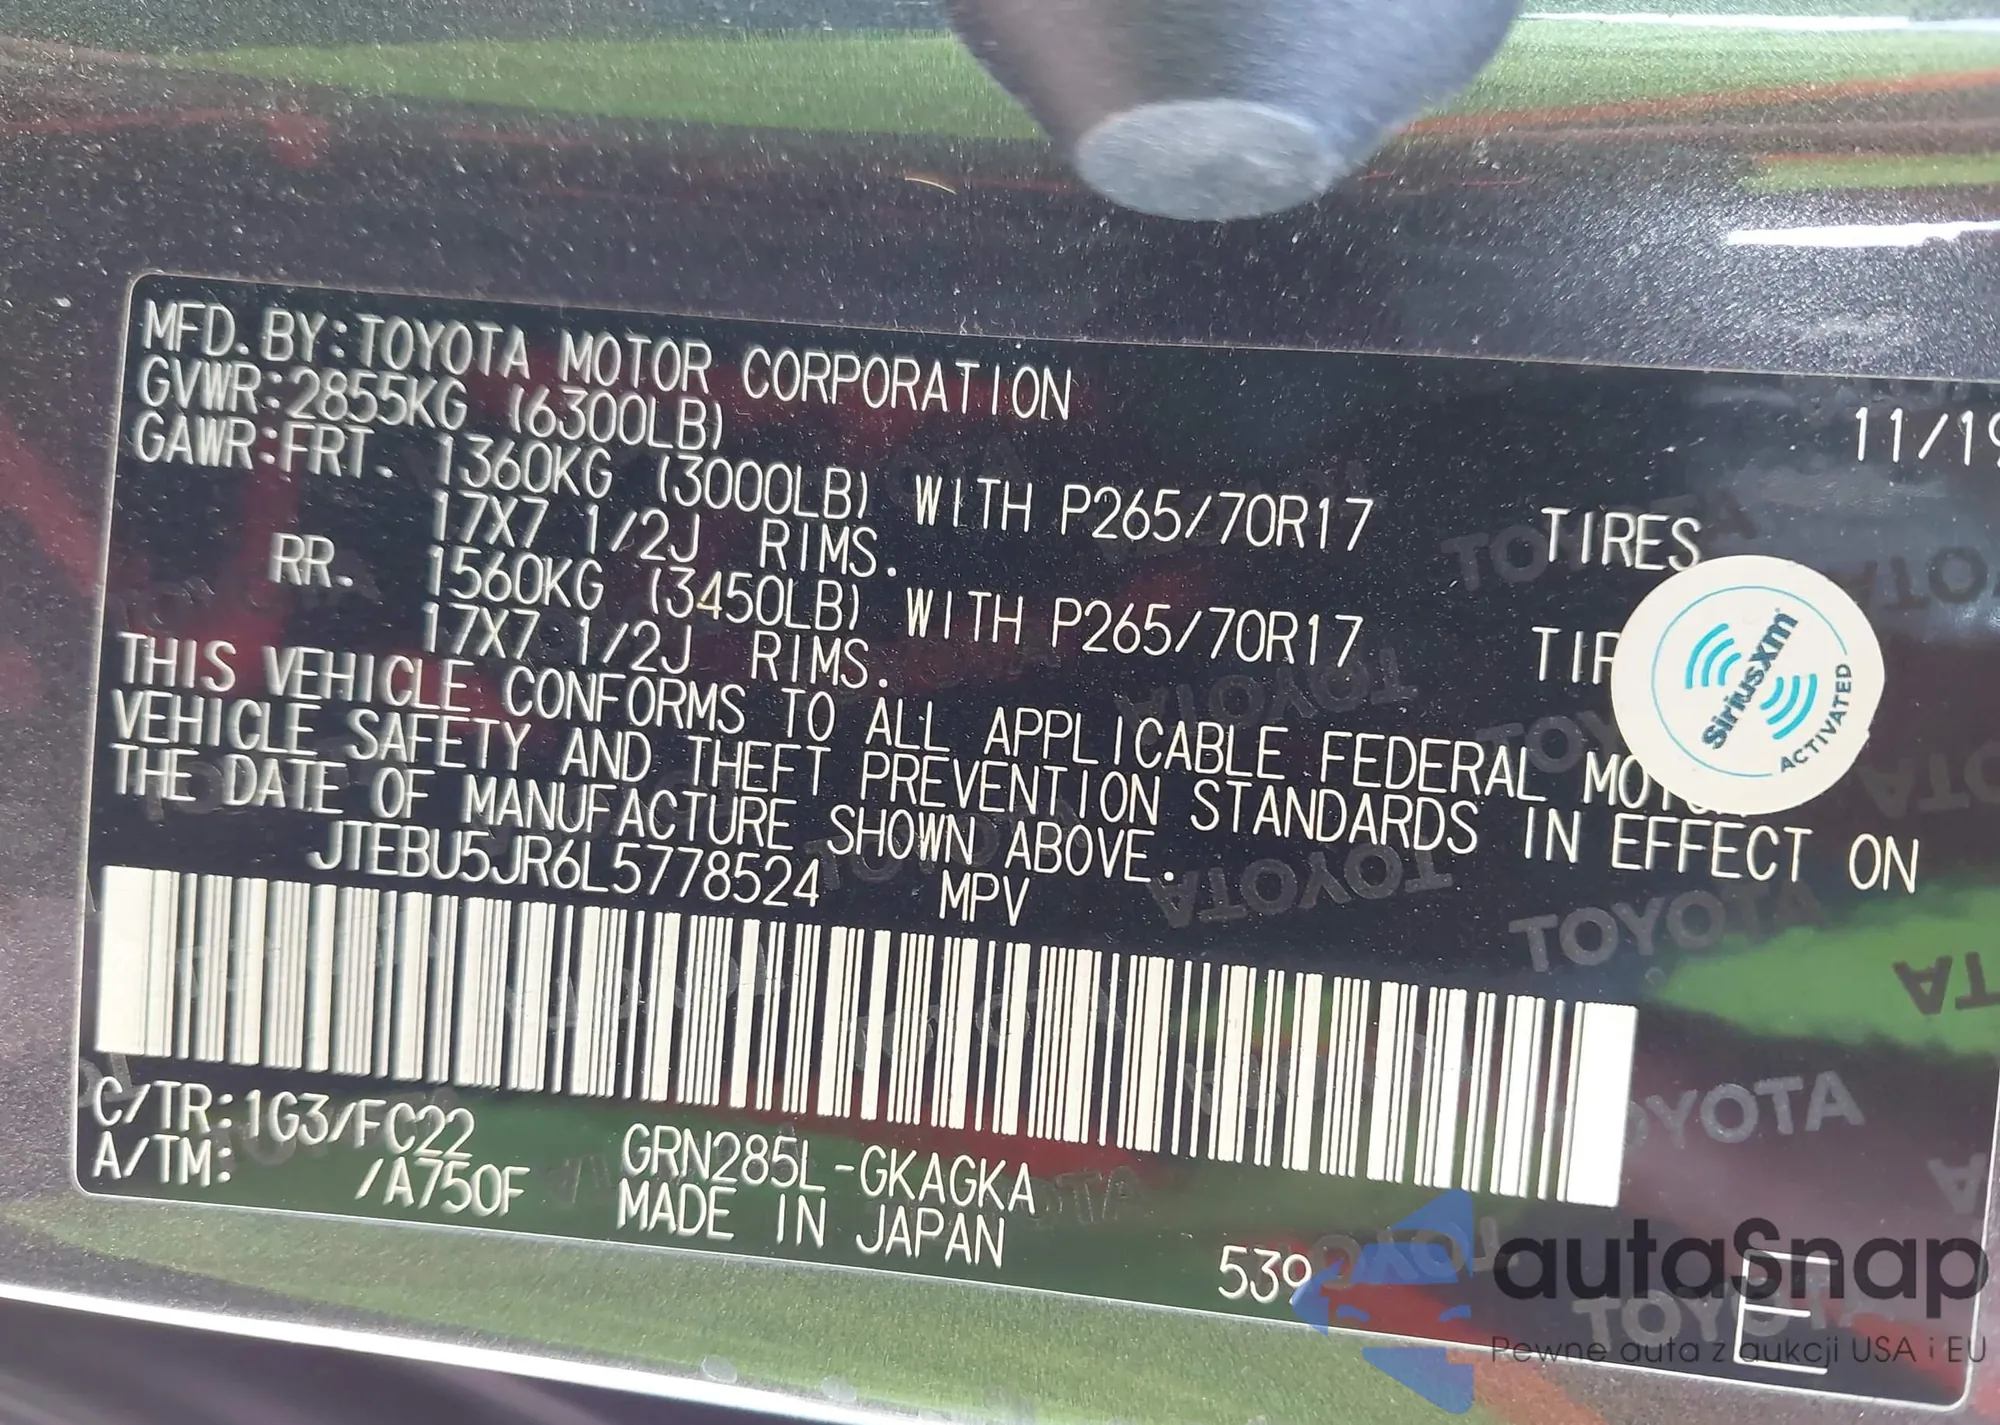 MFD. BY: TOYOTA MOTOR CORPORATION
11/19
GVWR: 2855KG (6300LB)
GAWR: FRT. 1360KG (3000LB) WITH P265/70R17 TIRES
17X7 1/2J RIMS.
RR. 1560KG (3450LB) WITH P265/70R17
17X7 1/2J RIMS.
THIS VEHICLE CONFORMS TO ALL APPLICABLE FEDERAL MOTOR
VEHICLE SAFETY AND THEFT PREVENTION STANDARDS IN EFFECT ON
THE DATE OF MANUFACTURE SHOWN ABOVE.
JTEBU5JR6L5778524 MPV
C/TR: 1G3/FC22
A/TM: /A750F
GRN285L-GKAGKA
MADE IN JAPAN
539
SiriusXM
ACTIVATED
TOYOTA
autoSnap
Pewne auta z aukcji USA i EU